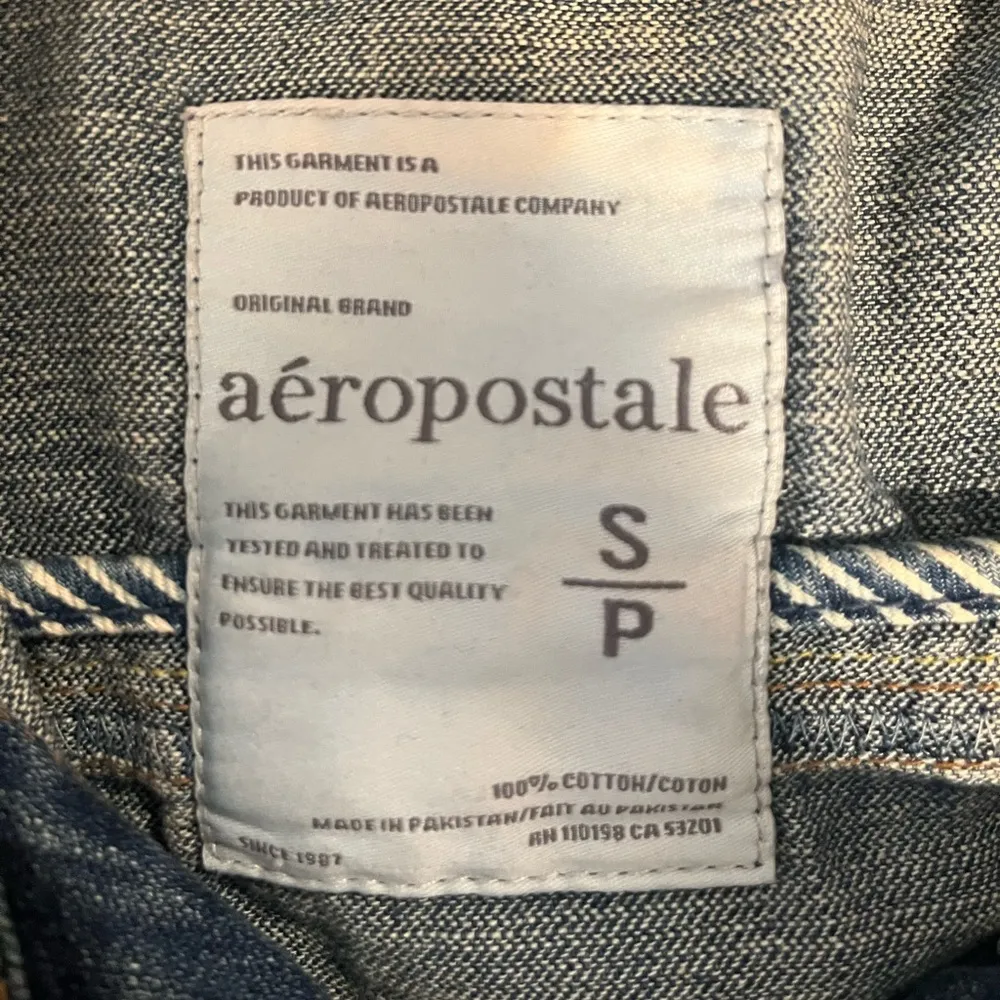 THIS GARMENT IS A
PRODUCT OF AEROPOSTALE COMPANY
ORIGINAL BRAND
aéropostale
THIS GARMENT HAS BEEN
TESTED AND TREATED TO
ENSURE THE BEST QUALITY
POSSIBLE.
S
P
100% COTTON/COTON
MADE IN PAKISTAN/FAIT AU PAKISTAN
RN 110198 CA 53201
SINCE 1987